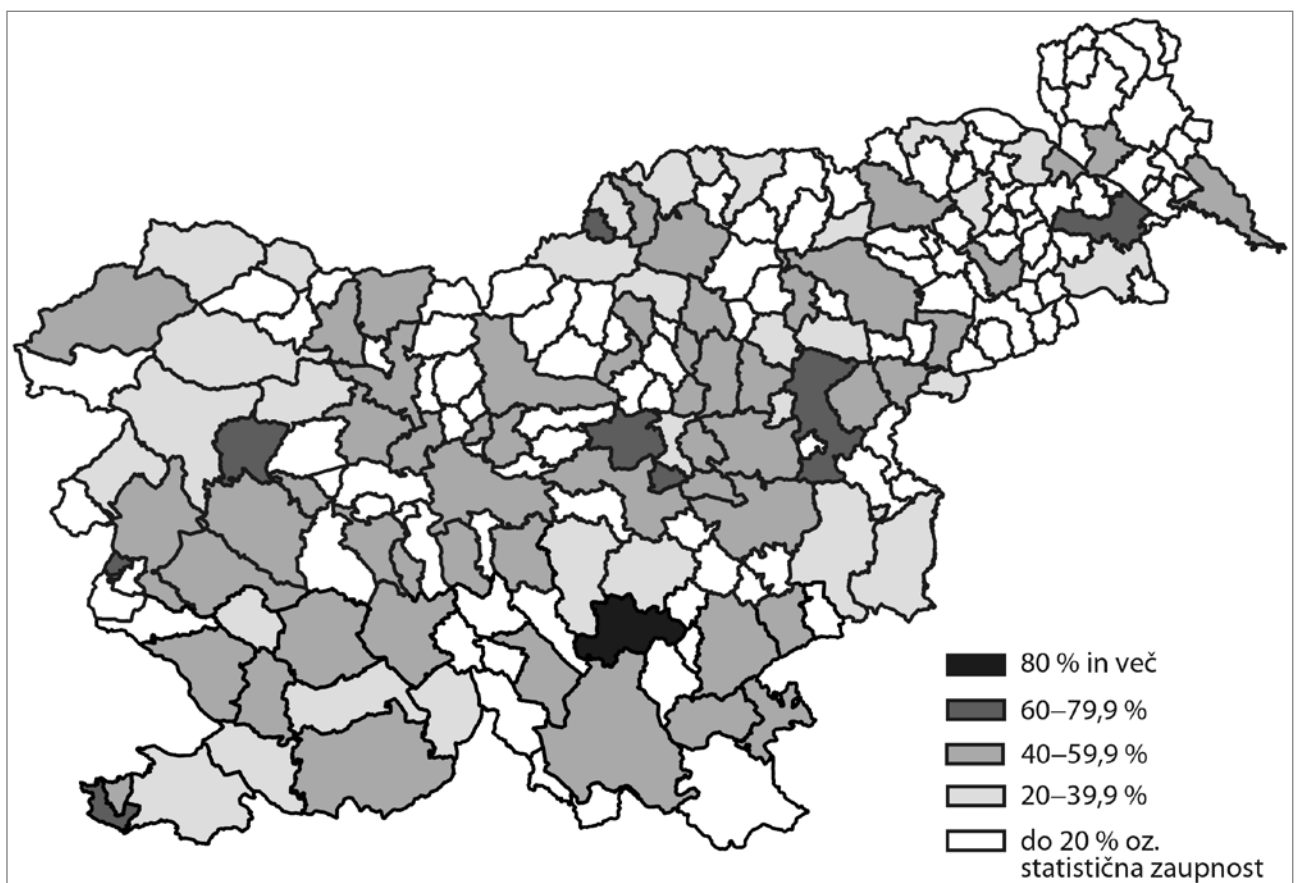 80 % in več
60–79,9 %
40–59,9 %
20–39,9 %
do 20 % oz.
statistična zaupnost